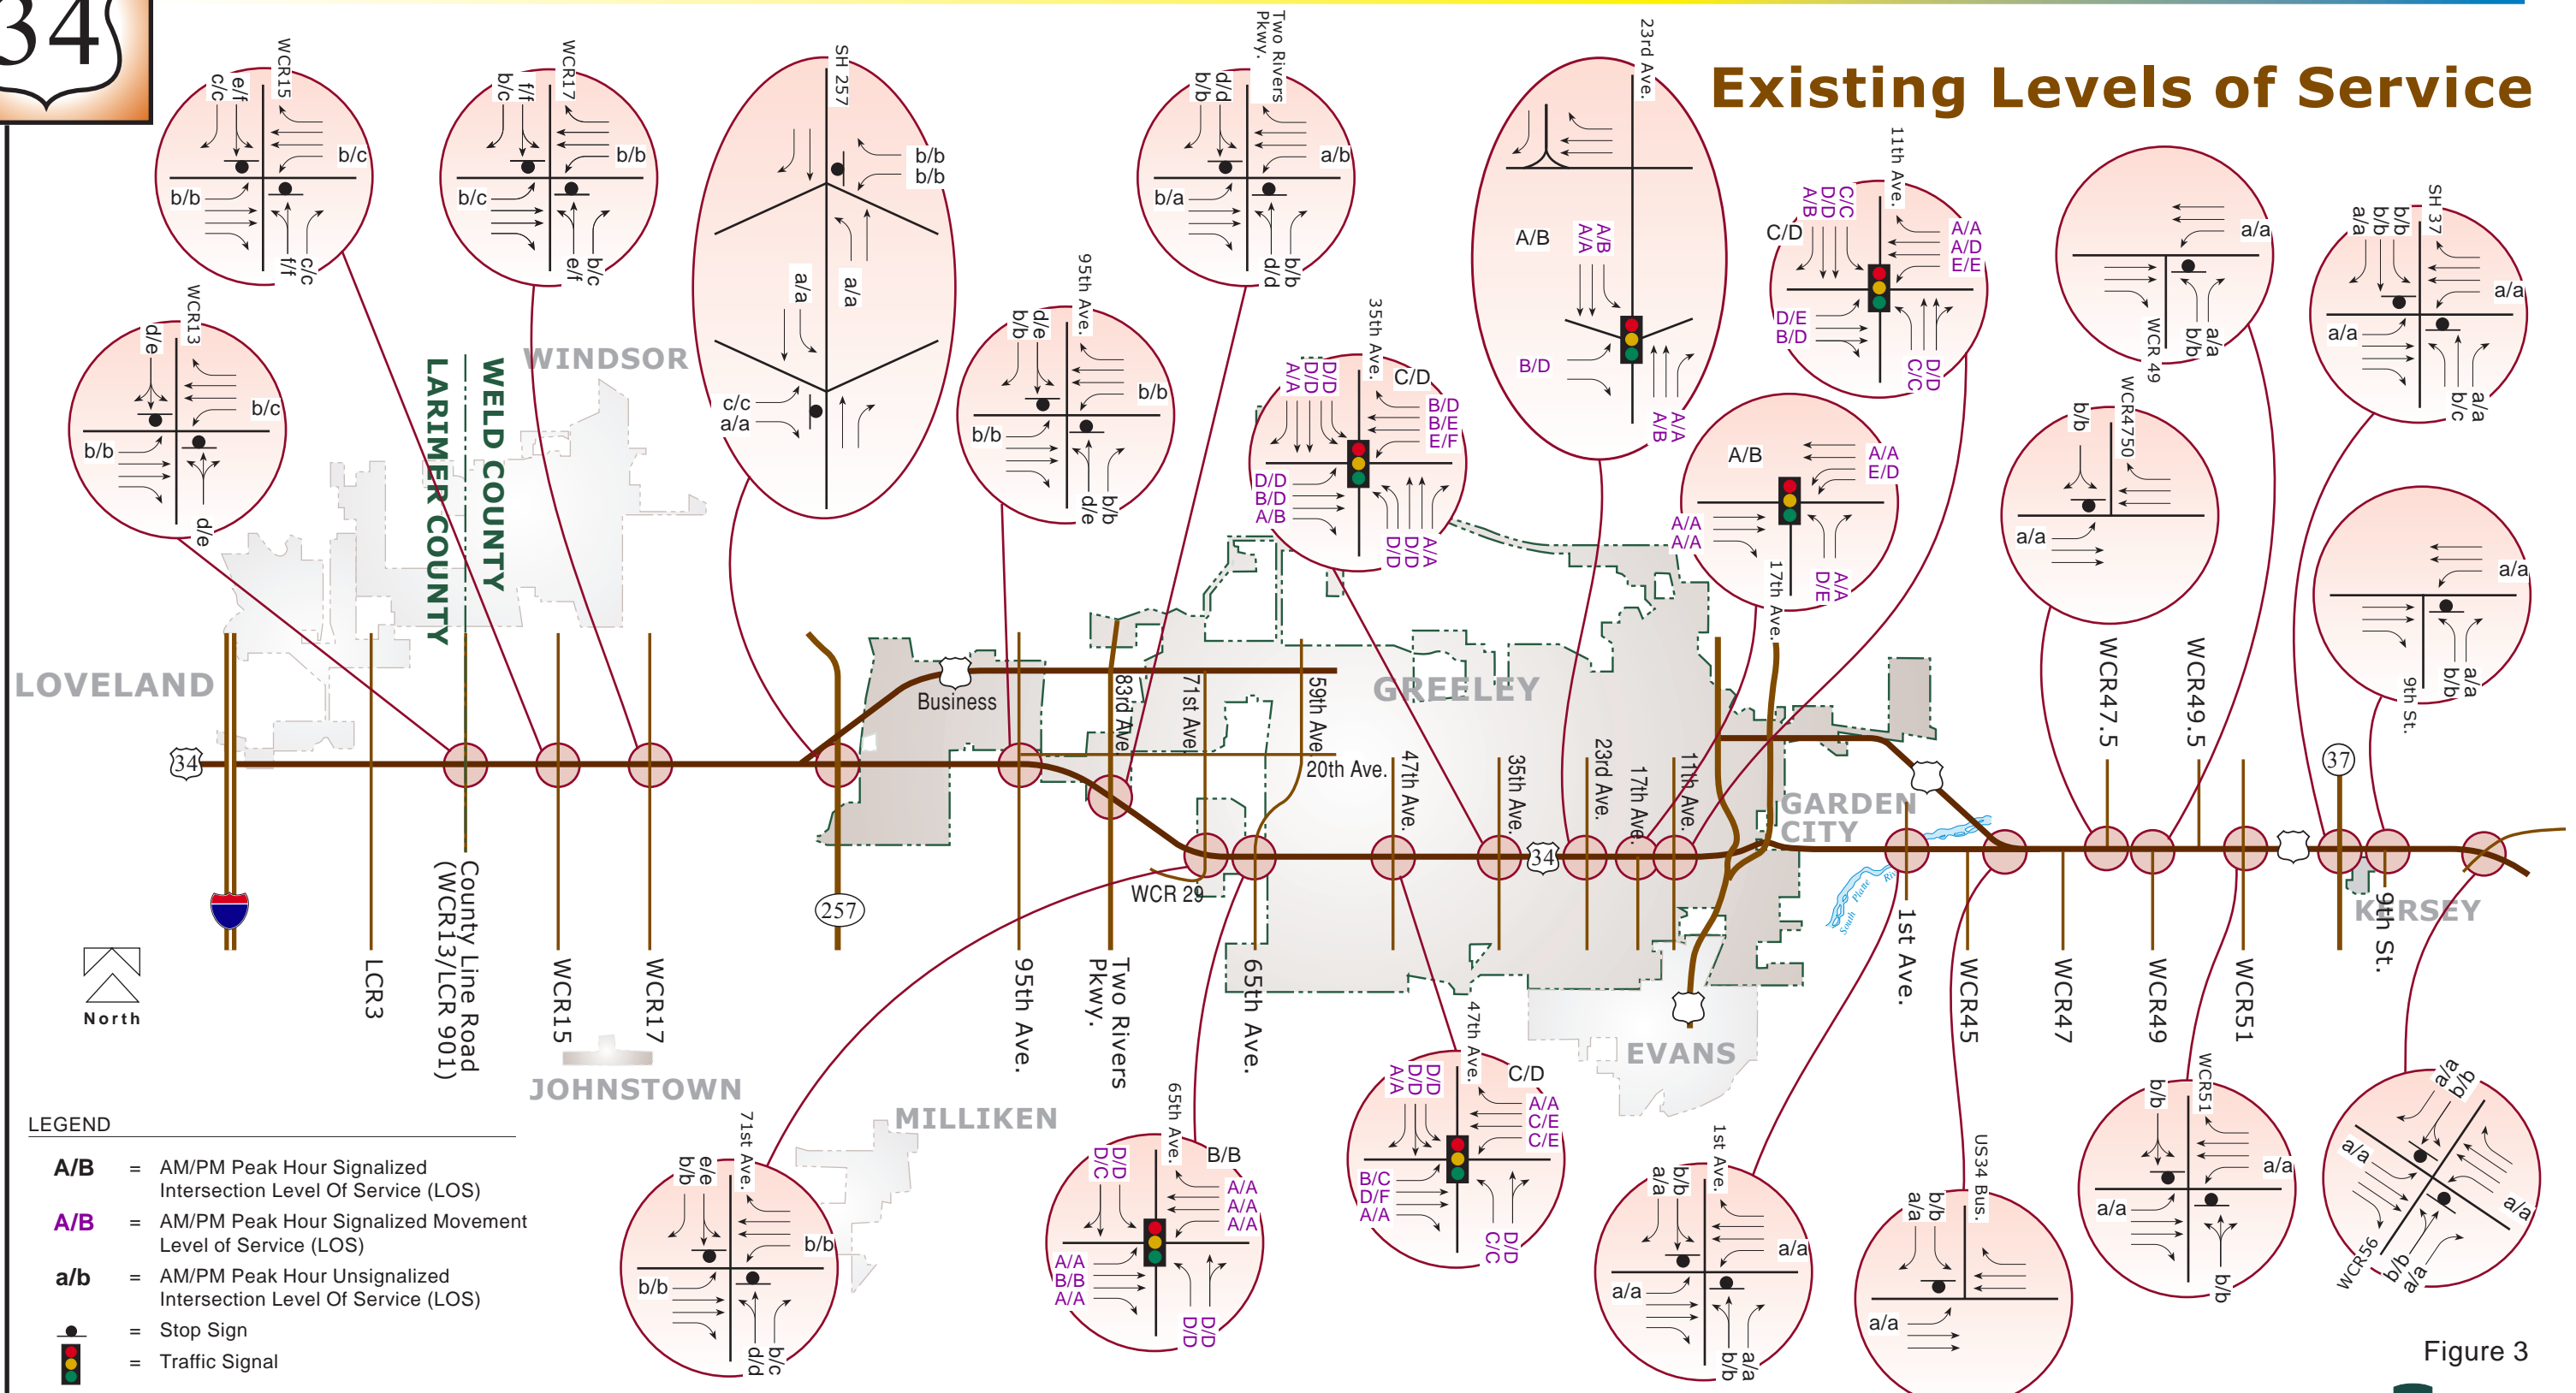 34
Existing Levels of Service
WCR15
e/f
c/c
b/c
b/b
f/f
c/c
WCR17
f/f
b/c
b/b
b/c
e/f
b/c
SH 257
b/b
b/b
a/a
a/a
c/c
a/a
Two Rivers
Pkwy.
d/d
b/b
a/b
b/a
d/d
b/b
23rd Ave.
A/B
A/B
A/A
B/D
A/B
A/A
11th Ave.
C/C
D/D
A/B
C/D
A/A
A/D
E/E
D/E
B/D
C/C
D/D
a/a
WCR 49
b/b
a/a
SH 37
b/b
b/b
a/a
a/a
a/a
b/c
a/a
WCR13
d/e
b/c
b/b
d/e
95th Ave.
d/e
b/b
b/b
b/b
d/e
b/b
35th Ave.
D/D
D/D
A/A
C/D
B/D
B/E
E/F
D/D
B/D
A/B
D/D
D/D
A/A
A/B
A/A
E/D
A/A
A/A
17th Ave.
D/E
A/A
WCR4750
b/b
a/a
a/a
9th St.
b/b
a/a
LARIMER COUNTY
WELD COUNTY
WINDSOR
LOVELAND
GREELEY
GARDEN
CITY
KERSEY
EVANS
JOHNSTOWN
MILLIKEN
34
Business
83rd Ave.
71st Ave.
59th Ave.
20th Ave.
47th Ave.
35th Ave.
34
23rd Ave.
17th Ave.
11th Ave.
WCR47.5
WCR49.5
37
257
WCR 29
South Platte Riv
North
LCR3
County Line Road
(WCR13/LCR 901)
WCR15
WCR17
95th Ave.
Two Rivers
Pkwy.
65th Ave.
1st Ave.
WCR45
WCR47
WCR49
WCR51
9th St.
71st Ave.
e/e
b/b
b/b
b/b
d/d
b/c
65th Ave.
D/D
D/C
B/B
A/A
A/A
A/A
A/A
B/B
A/A
D/D
D/D
47th Ave.
D/D
D/D
A/A
C/D
A/A
C/E
C/E
B/C
D/F
A/A
C/C
D/D
1st Ave.
b/b
a/a
a/a
a/a
b/b
a/a
US34 Bus.
b/b
a/a
a/a
WCR51
b/b
a/a
a/a
b/b
a/a
b/b
a/a
a/a
WCR56
b/b
a/a
LEGEND
A/B = AM/PM Peak Hour Signalized
Intersection Level Of Service (LOS)
A/B = AM/PM Peak Hour Signalized Movement
Level of Service (LOS)
a/b = AM/PM Peak Hour Unsignalized
Intersection Level Of Service (LOS)
= Stop Sign
= Traffic Signal
Figure 3